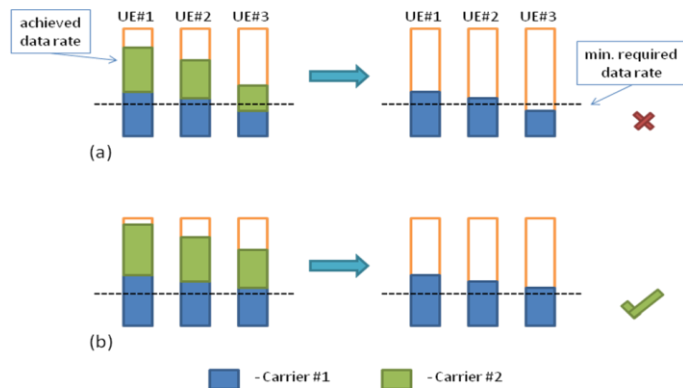 achieved
data rate
UE#1 UE#2 UE#3
UE#1 UE#2 UE#3
min. required
data rate
(a)
(b)
- Carrier #1
- Carrier #2